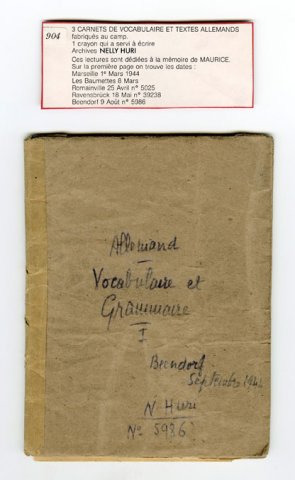 904
3 CARNETS DE VOCABULAIRE ET TEXTES ALLEMANDS
fabriqués au camp.
1 crayon qui a servi à écrire
Archives NELLY HURI
Ces lectures sont dédiées à la mémoire de MAURICE.
Sur la première page on trouve les dates :
Marseille 1er Mars 1944
Les Baumettes 8 Mars
Romainville 25 Avril n° 5025
Ravensbrück 18 Mai n° 39238
Beendorf 9 Août n° 5986
Allemand
Vocabulaire et
Grammaire
I
Beendorf
Septembre 1944
N Huri
N° 5986